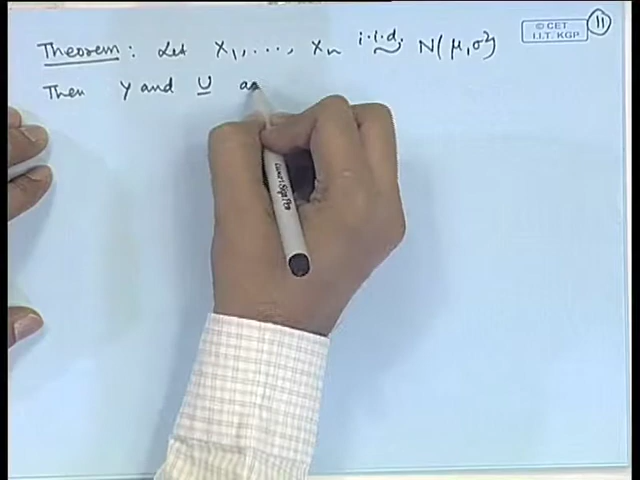 Theorem : Let X₁, ..., Xₙ i.i.d. ~ N(μ, σ²)
Then Y and U a
© CET
I.I.T. KGP
11